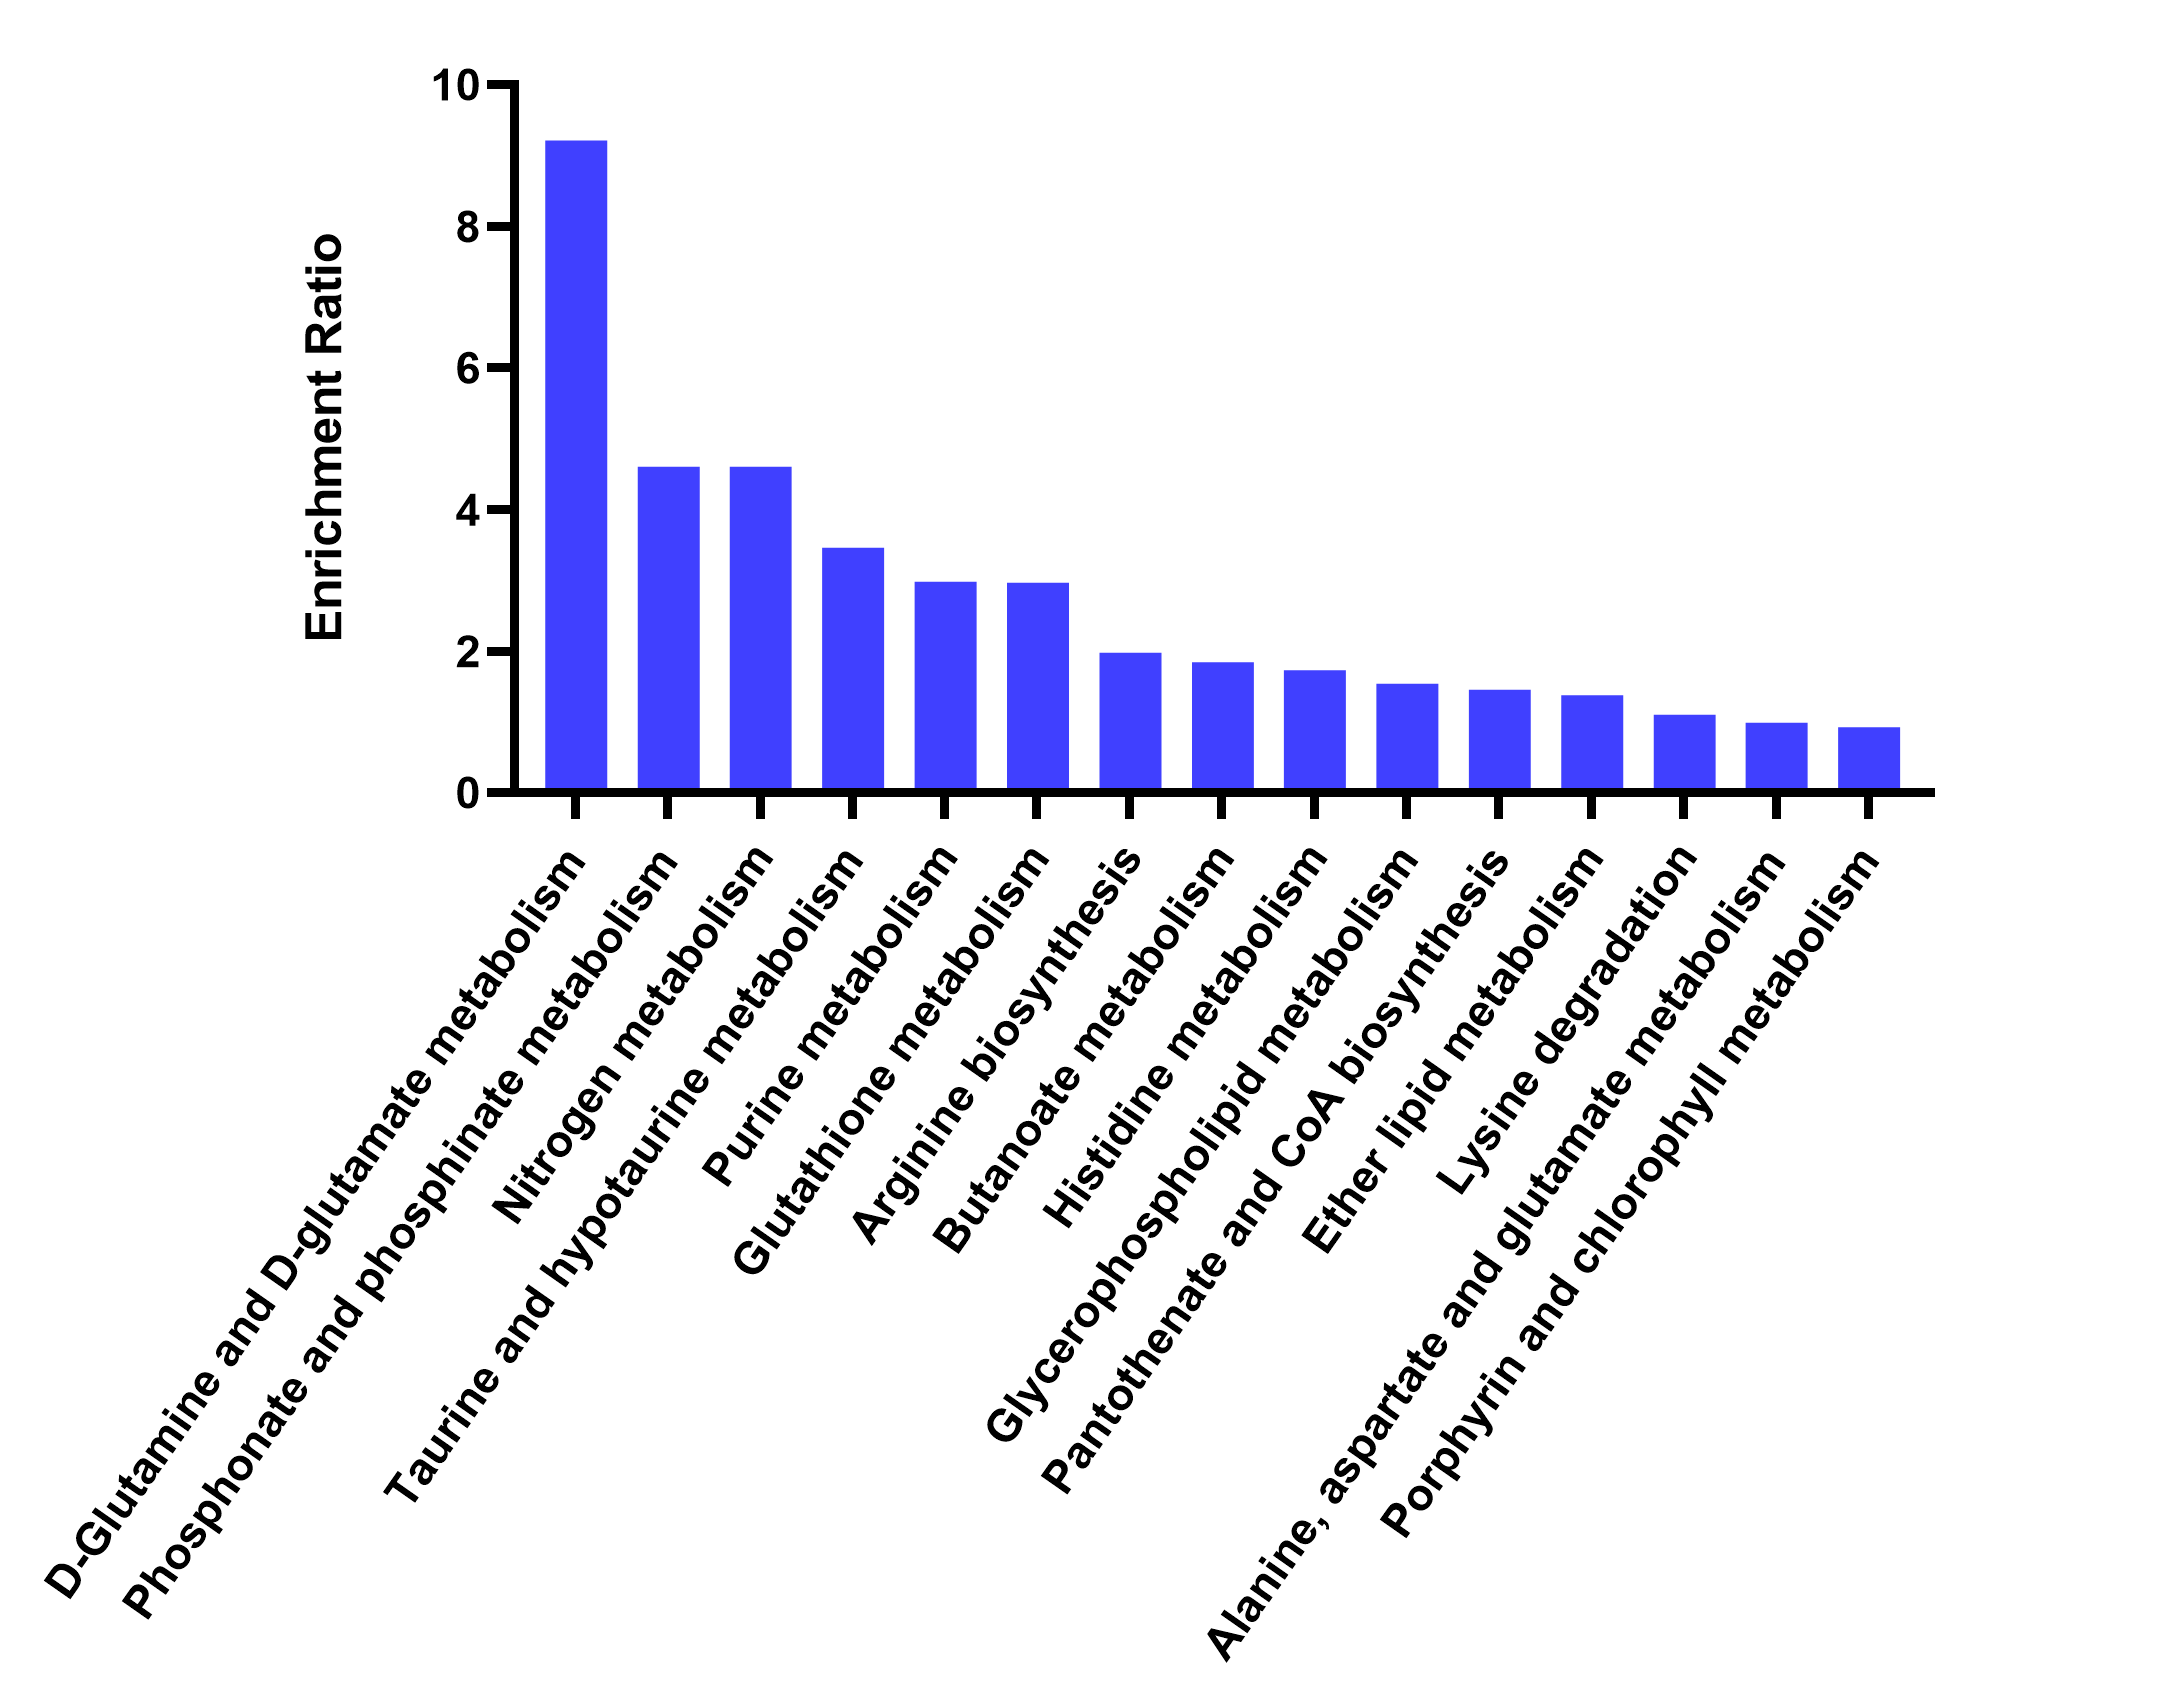 Enrichment Ratio
10
8
6
4
2
0
D-Glutamine and D-glutamate metabolism
Phosphonate and phosphinate metabolism
Nitrogen metabolism
Taurine and hypotaurine metabolism
Purine metabolism
Glutathione metabolism
Arginine biosynthesis
Butanoate metabolism
Histidine metabolism
Glycerophospholipid metabolism
Pantothenate and CoA biosynthesis
Ether lipid metabolism
Lysine degradation
Alanine, aspartate and glutamate metabolism
Porphyrin and chlorophyll metabolism